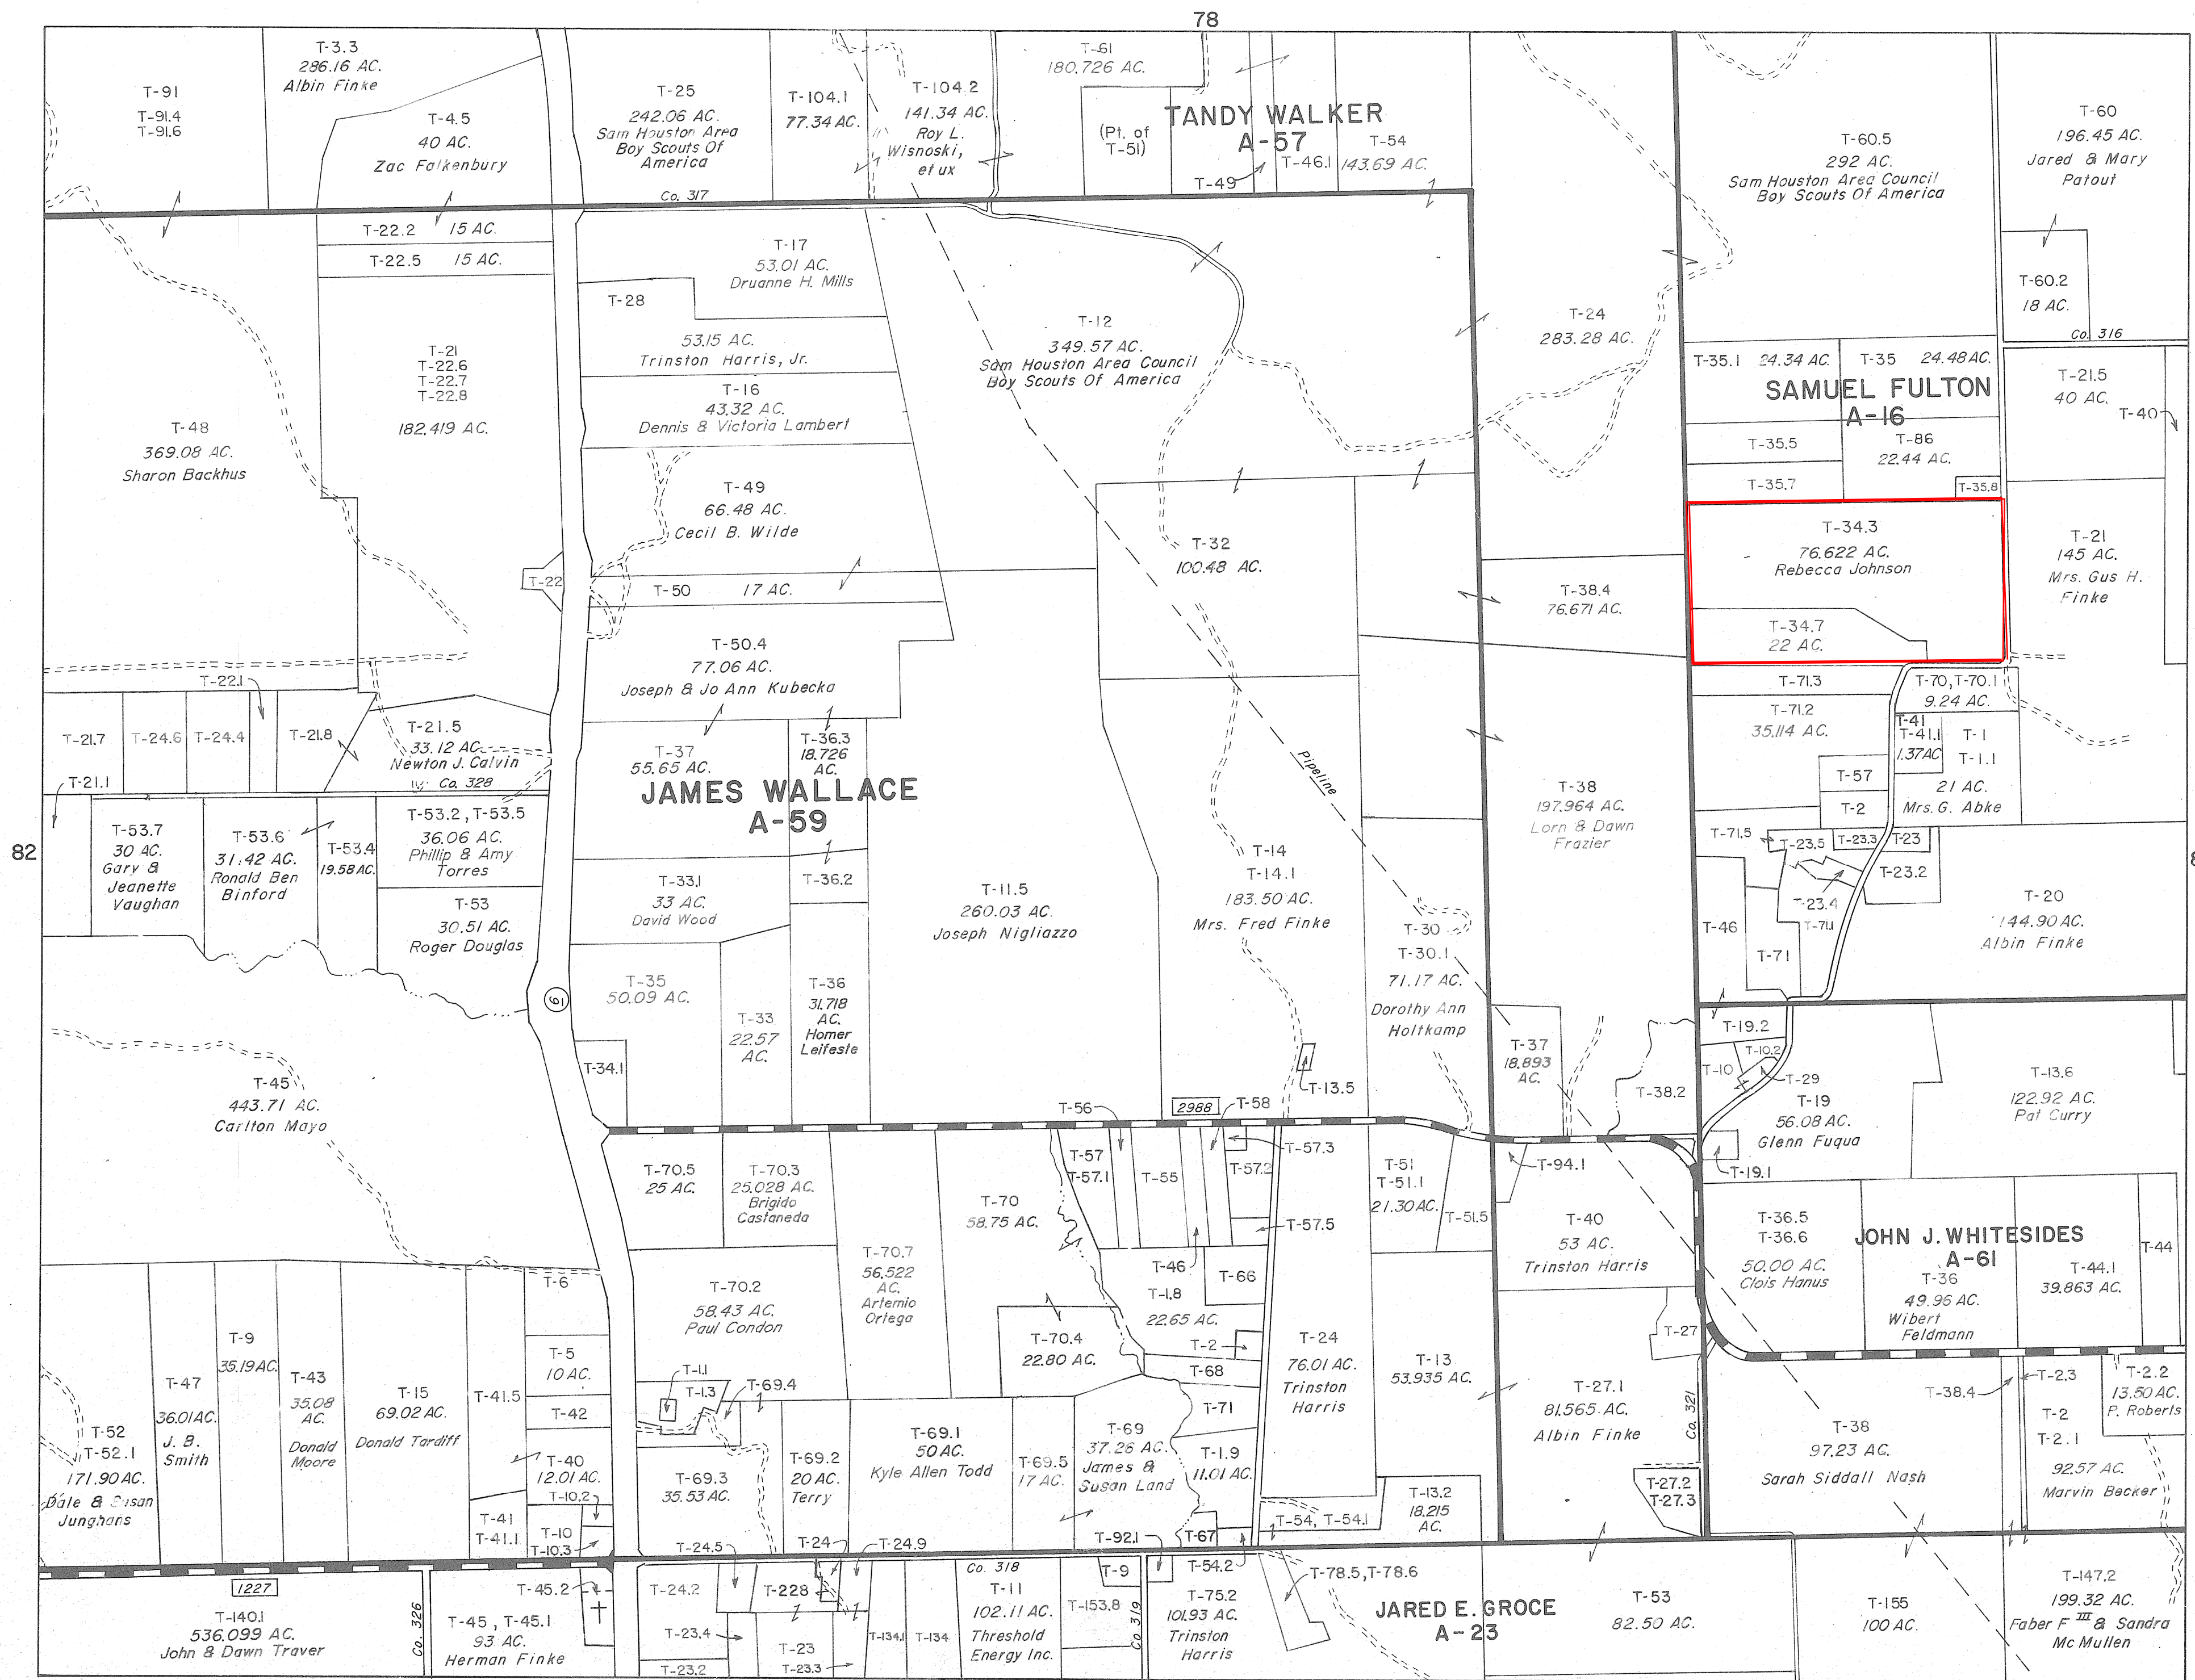 78
T-91
T-91.4
T-91.6
T-3.3
286.16 AC.
Albin Finke
T-4.5
40 AC.
Zac Falkenbury
T-25
242.06 AC.
Sam Houston Area
Boy Scouts Of
America
Co. 317
T-104.1
77.34 AC.
T-104.2
141.34 AC.
Roy L.
Wisnoski,
et ux
T-61
180.726 AC.
(Pt. of
T-51)
TANDY WALKER
A-57
T-49
T-46.1
T-54
143.69 AC.
T-60.5
292 AC.
Sam Houston Area Council
Boy Scouts Of America
T-60
196.45 AC.
Jared & Mary
Patout
T-60.2
18 AC.
Co. 316
T-22.2 15 AC.
T-22.5 15 AC.
T-17
53.01 AC.
Druanne H. Mills
T-28
53.15 AC.
Trinston Harris, Jr.
T-16
43.32 AC.
Dennis & Victoria Lambert
T-12
349.57 AC.
Sam Houston Area Council
Boy Scouts Of America
T-24
283.28 AC.
T-35.1 24.34 AC.
T-35 24.48 AC.
SAMUEL FULTON
A-16
T-21.5
40 AC.
T-40
T-48
369.08 AC.
Sharon Backhus
T-21
T-22.6
T-22.7
T-22.8
182.419 AC.
T-49
66.48 AC.
Cecil B. Wilde
T-35.5
T-86
22.44 AC.
T-35.7
T-35.8
T-34.3
76.622 AC.
Rebecca Johnson
T-21
145 AC.
Mrs. Gus H.
Finke
T-32
100.48 AC.
T-22
T-50 17 AC.
T-38.4
76.671 AC.
T-34.7
22 AC.
T-50.4
77.06 AC.
Joseph & Jo Ann Kubecka
T-22.1
T-71.3
T-70, T-70.1
9.24 AC.
T-71.2
35.114 AC.
T-41
T-41.1
1.37 AC
T-1
T-1.1
21 AC.
Mrs. G. Abke
T-21.7
T-24.6
T-24.4
T-21.8
T-21.5
33.12 AC.
Newton J. Calvin
Co. 328
T-21.1
T-37
55.65 AC.
T-36.3
18.726
AC.
JAMES WALLACE
A-59
Pipeline
T-38
197.964 AC.
Lorn & Dawn
Frazier
T-57
T-2
82
T-53.7
30 AC.
Gary &
Jeanette
Vaughan
T-53.6
31.42 AC.
Ronald Ben
Binford
T-53.4
19.58 AC.
T-53.2, T-53.5
36.06 AC.
Phillip & Amy
Torres
T-53
30.51 AC.
Roger Douglas
T-33.1
33 AC.
David Wood
T-36.2
T-11.5
260.03 AC.
Joseph Nigliazzo
T-14
T-14.1
183.50 AC.
Mrs. Fred Finke
T-30
T-30.1
71.17 AC.
Dorothy Ann
Holtkamp
T-71.5
T-23.5
T-23.3
T-23
T-23.2
T-23.4
T-71.1
T-46
T-71
T-20
144.90 AC.
Albin Finke
6
T-35
50.09 AC.
T-33
22.57
AC.
T-36
31.718
AC.
Homer
Leifeste
T-34.1
T-13.5
T-37
18.893
AC.
T-38.2
T-19.2
T-10.2
T-10
T-29
T-19
56.08 AC.
Glenn Fuqua
T-19.1
T-13.6
122.92 AC.
Pat Curry
T-45
443.71 AC.
Carlton Mayo
T-56
2988
T-58
T-57
T-57.1
T-55
T-57.3
T-57.2
T-57.5
T-51
T-51.1
21.30 AC.
T-51.5
T-94.1
T-40
53 AC.
Trinston Harris
T-36.5
T-36.6
50.00 AC.
Clois Hanus
JOHN J. WHITESIDES
A-61
T-36
49.96 AC.
Wibert
Feldmann
T-44.1
39.863 AC.
T-44
T-70.5
25 AC.
T-70.3
25.028 AC.
Brigido
Castaneda
T-70
58.75 AC.
T-70.7
56.522
AC.
Artemio
Ortega
T-70.2
58.43 AC.
Paul Condon
T-70.4
22.80 AC.
T-46
T-66
T-1.8
22.65 AC.
T-2
T-68
T-24
76.01 AC.
Trinston
Harris
T-13
53.935 AC.
T-27
T-27.1
81.565 AC.
Albin Finke
Co. 321
T-6
T-5
10 AC.
T-42
T-52
T-52.1
171.90 AC.
Dale & Susan
Junghans
T-47
36.01 AC.
J. B.
Smith
T-9
35.19 AC.
T-43
35.08
AC.
Donald
Moore
T-15
69.02 AC.
Donald Tardiff
T-41.5
T-40
12.01 AC.
T-10.2
T-41
T-41.1
T-10
T-10.3
T-1.1
T-1.3
T-69.4
T-69.3
35.53 AC.
T-69.2
20 AC.
Terry
T-69.1
50 AC.
Kyle Allen Todd
T-69.5
17 AC.
T-69
37.26 AC.
James &
Susan Land
T-71
T-1.9
11.01 AC.
T-54, T-54.1
T-13.2
18.215
AC.
T-27.2
T-27.3
T-38
97.23 AC.
Sarah Siddall Nash
T-38.4
T-2.3
T-2
T-2.1
92.57 AC.
Marvin Becker
T-2.2
13.50 AC.
P. Roberts
T-24.5
T-24
T-24.9
T-92.1
T-67
T-54.2
1227
T-140.1
536.099 AC.
John & Dawn Traver
Co. 326
T-45.2
T-45, T-45.1
93 AC.
Herman Finke
T-24.2
T-23.4
T-23.2
T-228
T-23
T-23.3
T-134.1
T-134
Co. 318
T-11
102.11 AC.
Threshold
Energy Inc.
T-9
T-153.8
Co. 319
T-75.2
101.93 AC.
Trinston
Harris
T-78.5, T-78.6
JARED E. GROCE
A-23
T-53
82.50 AC.
T-155
100 AC.
T-147.2
199.32 AC.
Faber F III & Sandra
Mc Mullen